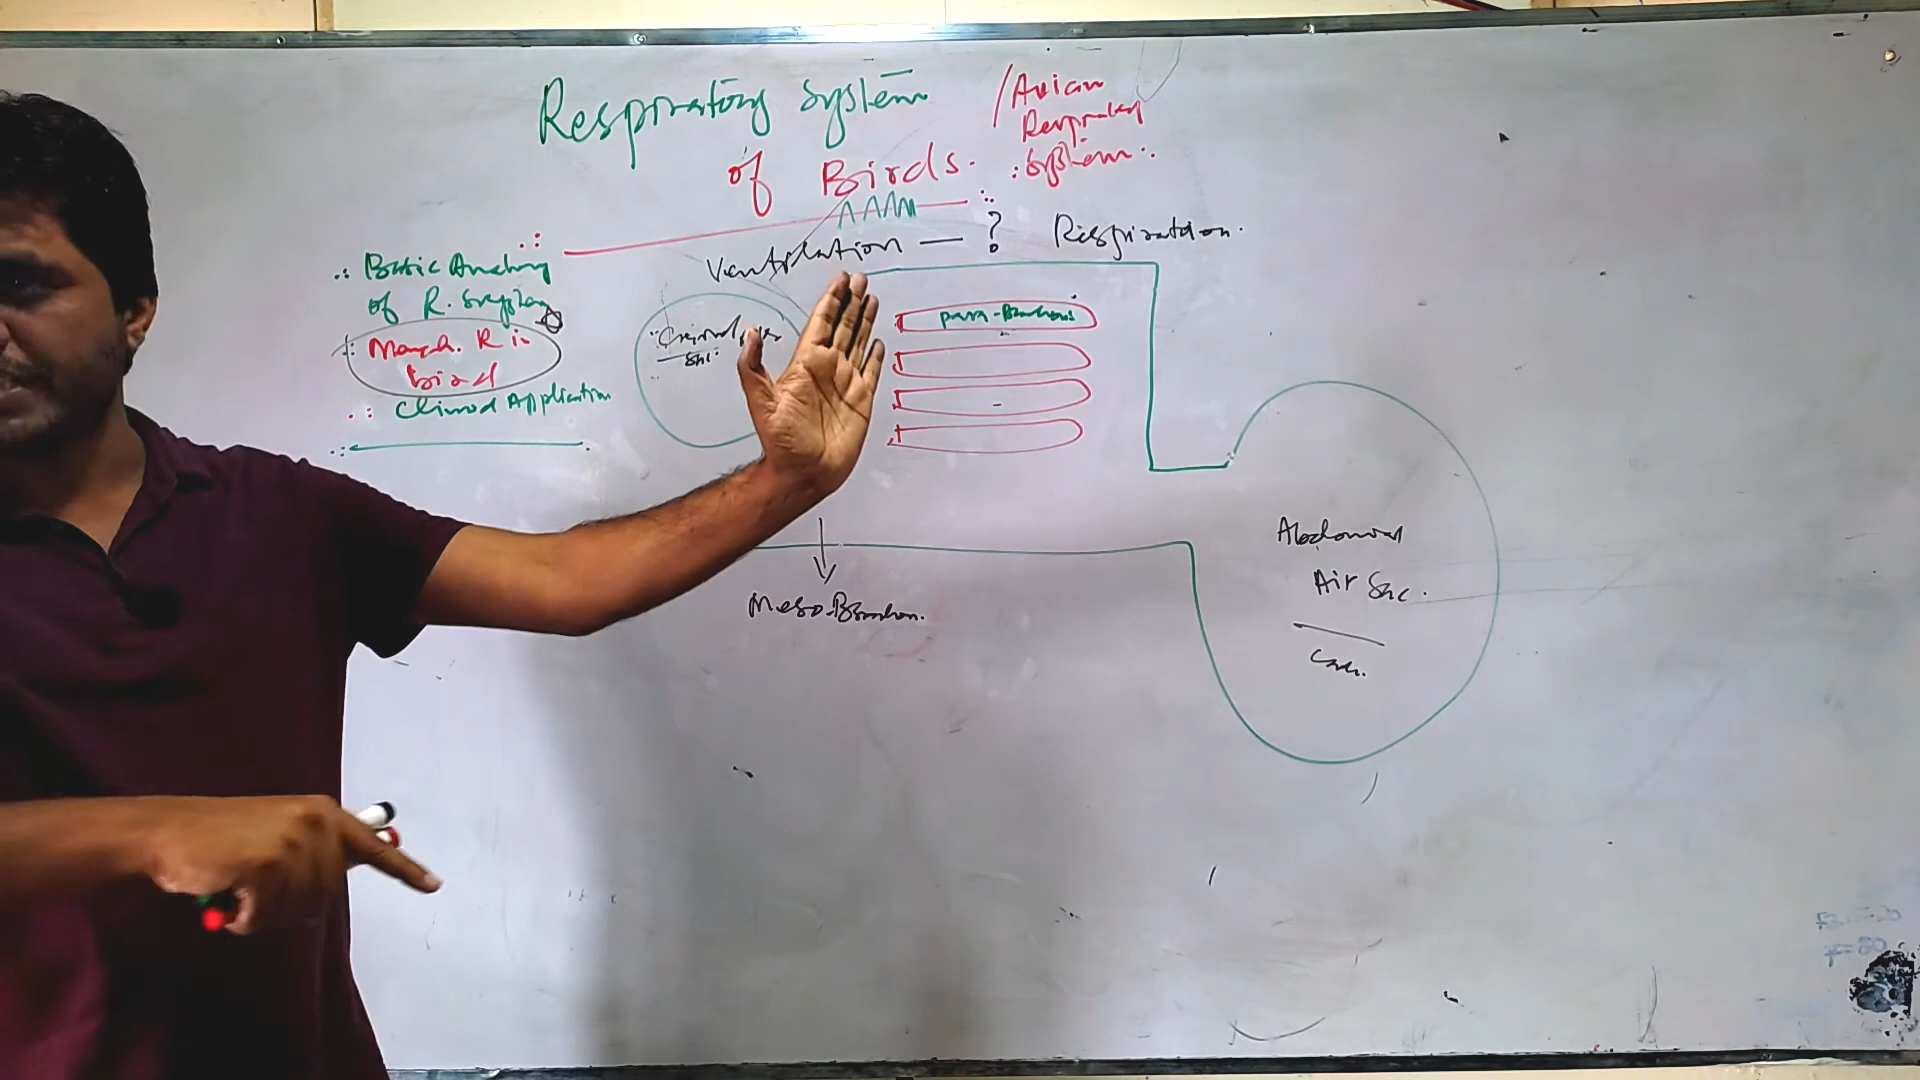 Respiratory System
of Birds.
/Avian
Respiratory
System
Ventilation — ? Respiration.
Basic Anatomy
of R.
Mech. R in
Bird
Clinical Application
Sac
para-Bronchus
Meso-Bronchus.
Abdominal
Air Sac.